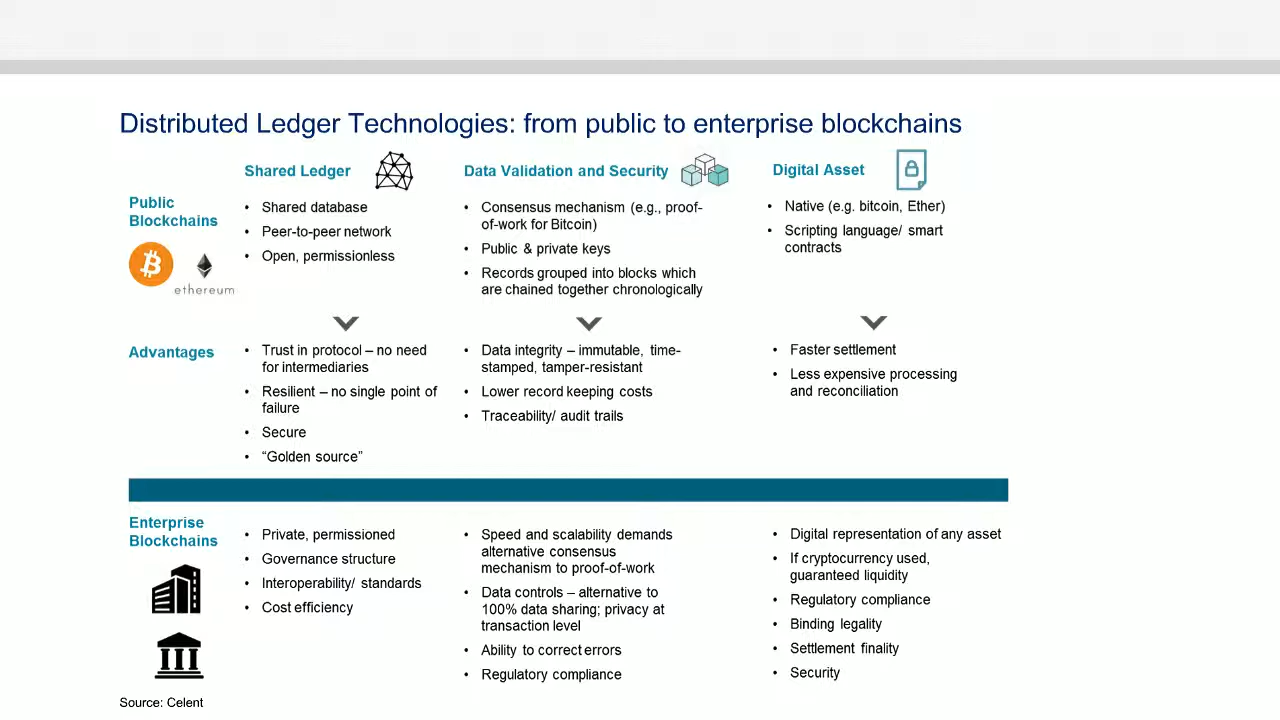 Distributed Ledger Technologies: from public to enterprise blockchains
Shared Ledger
Data Validation and Security
Digital Asset
Public
Blockchains
ethereum
• Shared database
• Peer-to-peer network
• Open, permissionless
• Consensus mechanism (e.g., proof-
of-work for Bitcoin)
• Public & private keys
• Records grouped into blocks which
are chained together chronologically
• Native (e.g. bitcoin, Ether)
• Scripting language/ smart
contracts
Advantages
• Trust in protocol – no need
for intermediaries
• Resilient – no single point of
failure
• Secure
• “Golden source”
• Data integrity – immutable, time-
stamped, tamper-resistant
• Lower record keeping costs
• Traceability/ audit trails
• Faster settlement
• Less expensive processing
and reconciliation
Enterprise
Blockchains
• Private, permissioned
• Governance structure
• Interoperability/ standards
• Cost efficiency
• Speed and scalability demands
alternative consensus
mechanism to proof-of-work
• Data controls – alternative to
100% data sharing; privacy at
transaction level
• Ability to correct errors
• Regulatory compliance
• Digital representation of any asset
• If cryptocurrency used,
guaranteed liquidity
• Regulatory compliance
• Binding legality
• Settlement finality
• Security
Source: Celent